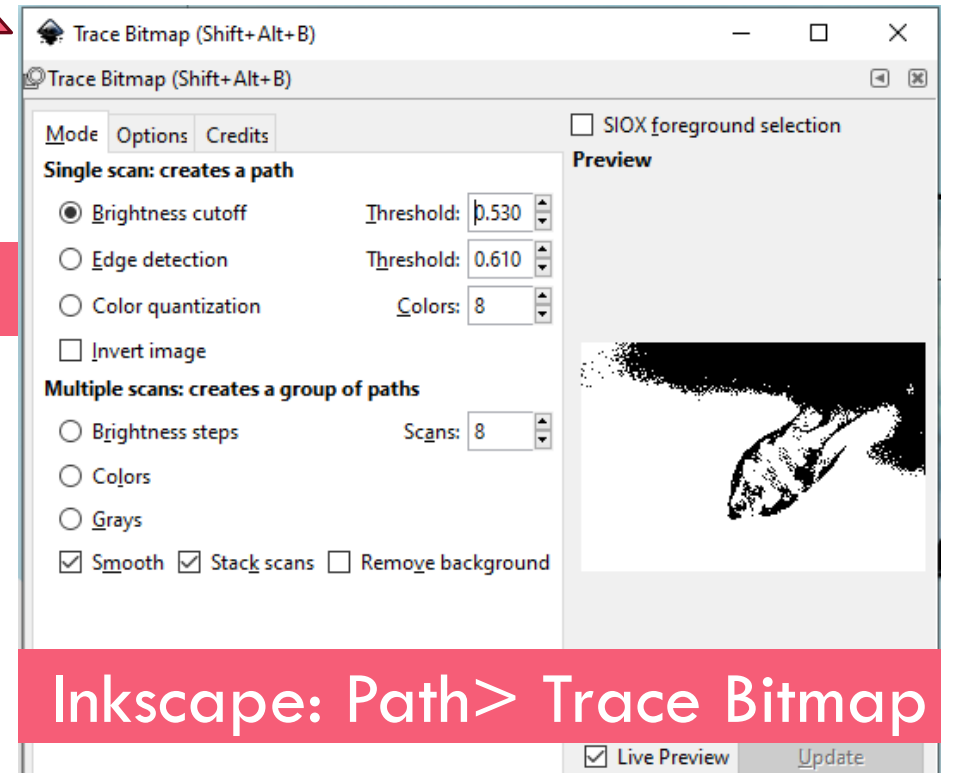 Trace Bitmap (Shift+Alt+B)
Trace Bitmap (Shift+Alt+B)
Mode Options Credits
SIOX foreground selection
Preview
Single scan: creates a path
Brightness cutoff Threshold: 0.530
Edge detection Threshold: 0.610
Color quantization Colors: 8
Invert image
Multiple scans: creates a group of paths
Brightness steps Scans: 8
Colors
Grays
Smooth Stack scans Remove background
Inkscape: Path> Trace Bitmap
Live Preview Update